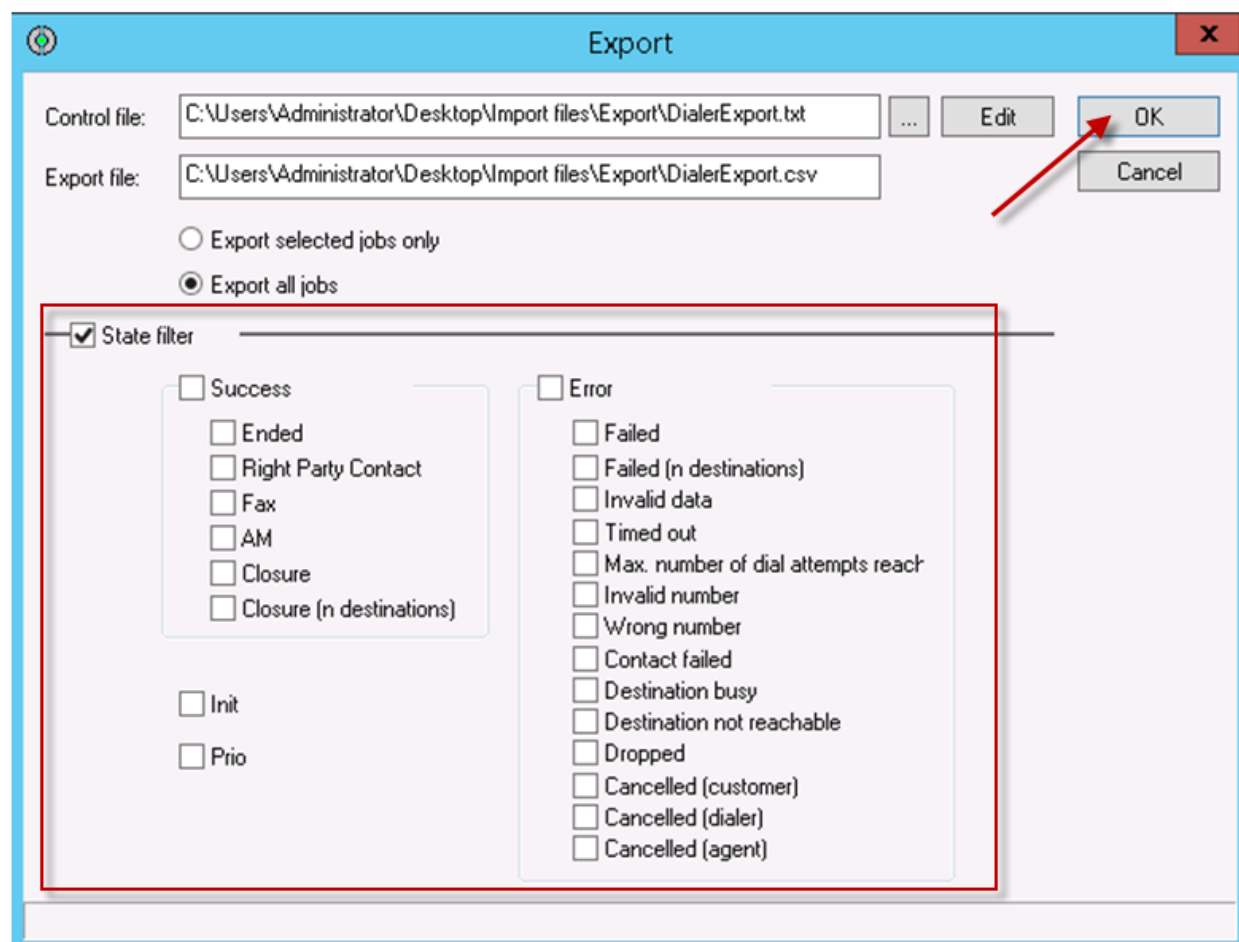 Export
x
Control file:
C:\Users\Administrator\Desktop\Import files\Export\DialerExport.txt
...
Edit
OK
Export file:
C:\Users\Administrator\Desktop\Import files\Export\DialerExport.csv
Cancel
Export selected jobs only
Export all jobs
State filter
Success
Ended
Right Party Contact
Fax
AM
Closure
Closure (n destinations)
Init
Prio
Error
Failed
Failed (n destinations)
Invalid data
Timed out
Max. number of dial attempts reach
Invalid number
Wrong number
Contact failed
Destination busy
Destination not reachable
Dropped
Cancelled (customer)
Cancelled (dialer)
Cancelled (agent)